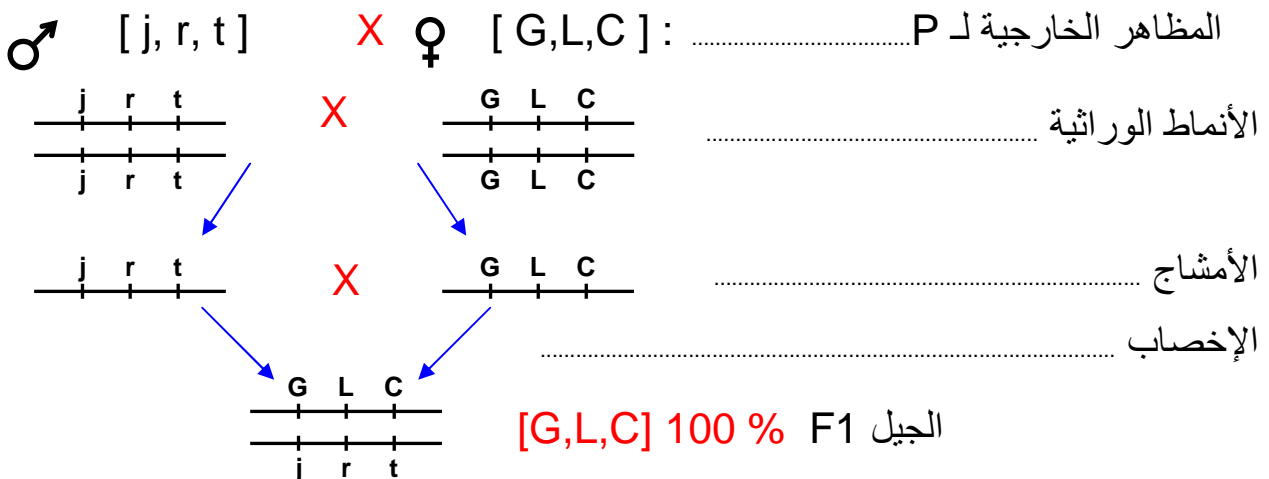 المظاهر الخارجية لـ P.................................. : [ G,L,C ] ♀ X [ j, r, t ] ♂
j r t X G L C
الأنماط الوراثية ..................................................
j r t G L C
الأمشاج .................................................................
j r t X G L C
الإخصاب .......................................................................................
G L C
الجيل F1 [G,L,C] 100 %
j r t